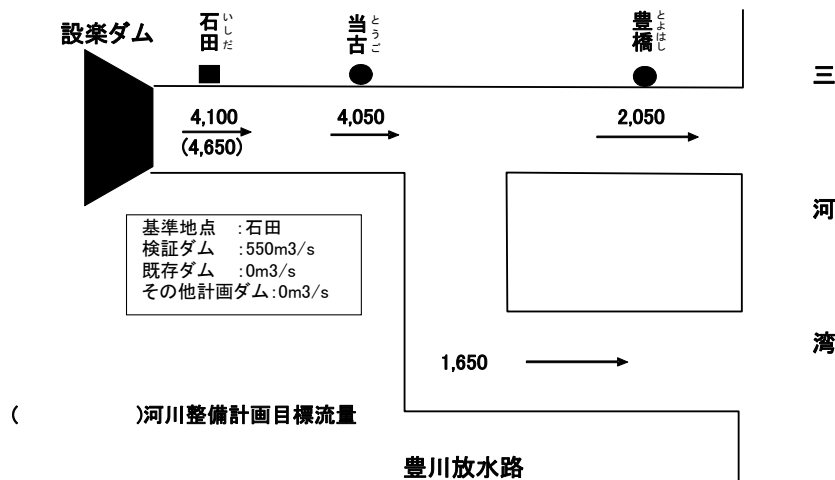 設楽ダム
石田
いしだ
当古
とうご
豊橋
とよはし
4,100
(4,650)
4,050
2,050
三河湾
基準地点 :石田
検証ダム :550m3/s
既存ダム :0m3/s
その他計画ダム:0m3/s
1,650
( )河川整備計画目標流量
豊川放水路